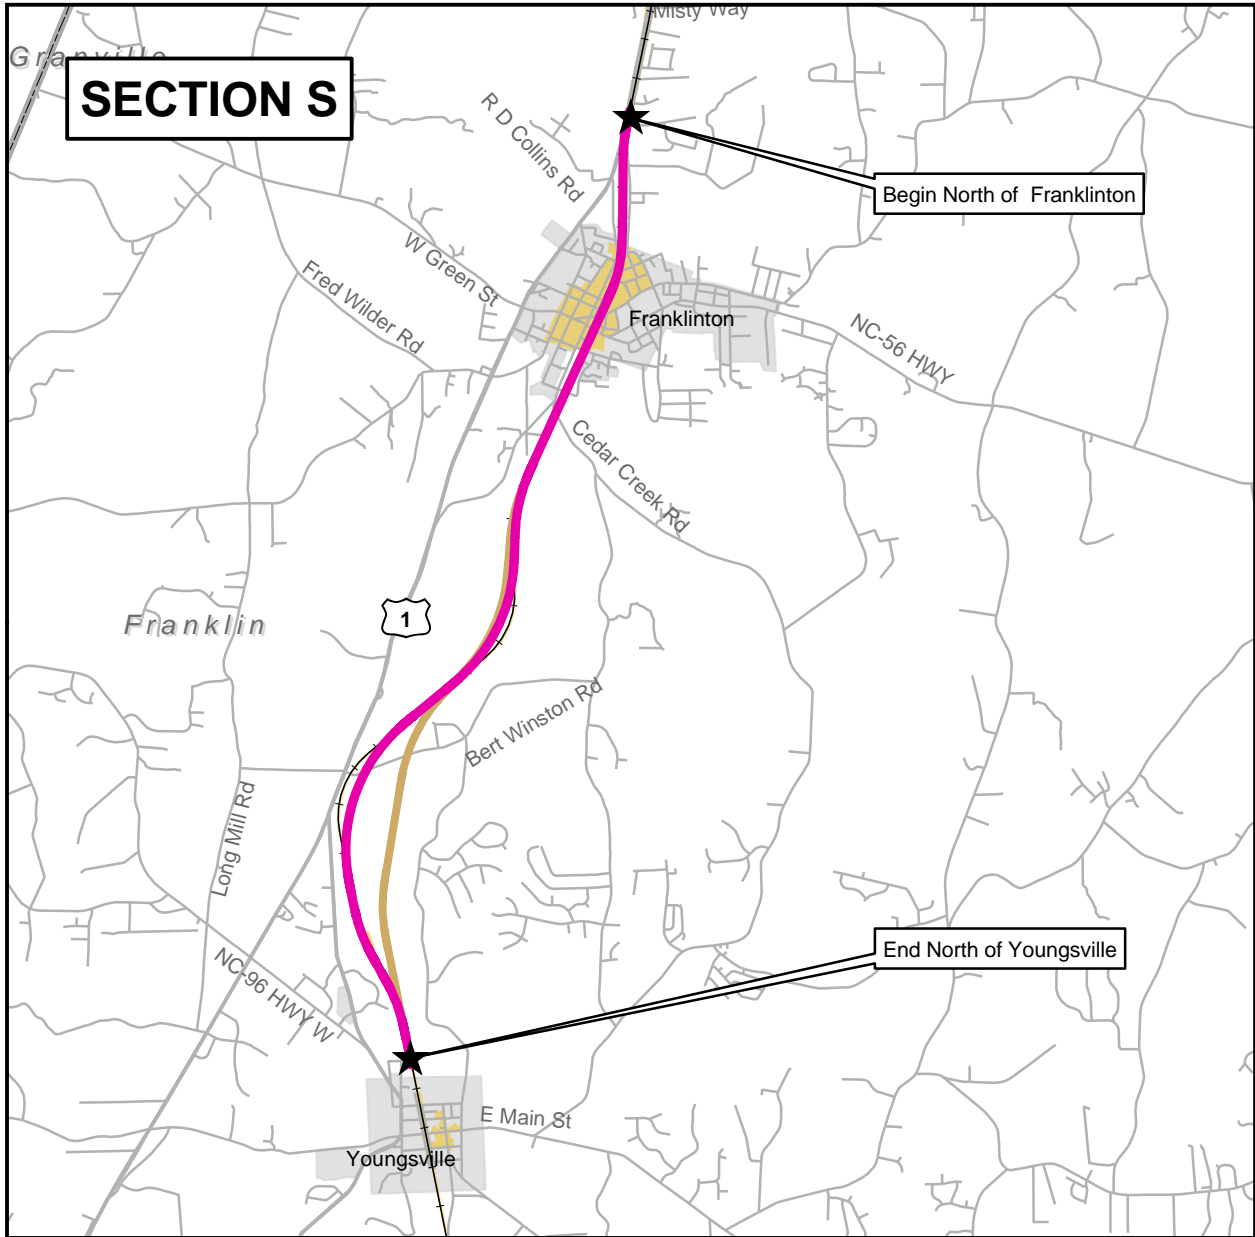 Misty Way
Granville
SECTION S
R D Collins Rd
Begin North of Franklinton
W Green St
Fred Wilder Rd
Franklinton
NC-56 HWY
Cedar Creek Rd
Franklin
1
Bert Winston Rd
Long Mill Rd
NC-96 HWY W
End North of Youngsville
E Main St
Youngsville